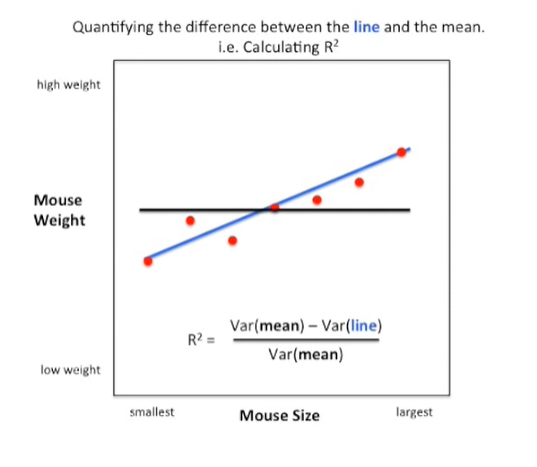 Quantifying the difference between the line and the mean.
i.e. Calculating R²
high weight
Mouse
Weight
Var(mean) – Var(line)
R² =
Var(mean)
low weight
smallest
Mouse Size
largest